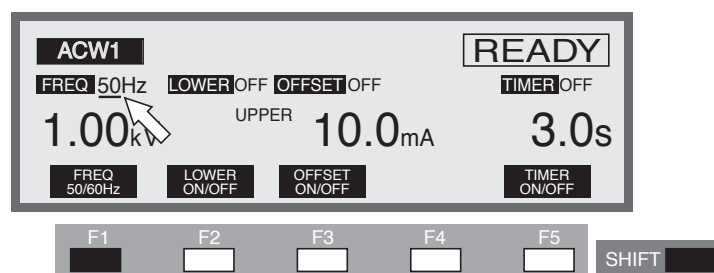 ACW1 READY
FREQ 50Hz LOWER OFF OFFSET OFF TIMER OFF
1.00k UPPER 10.0mA 3.0s
FREQ 50/60Hz LOWER ON/OFF OFFSET ON/OFF TIMER ON/OFF
F1 F2 F3 F4 F5
SHIFT